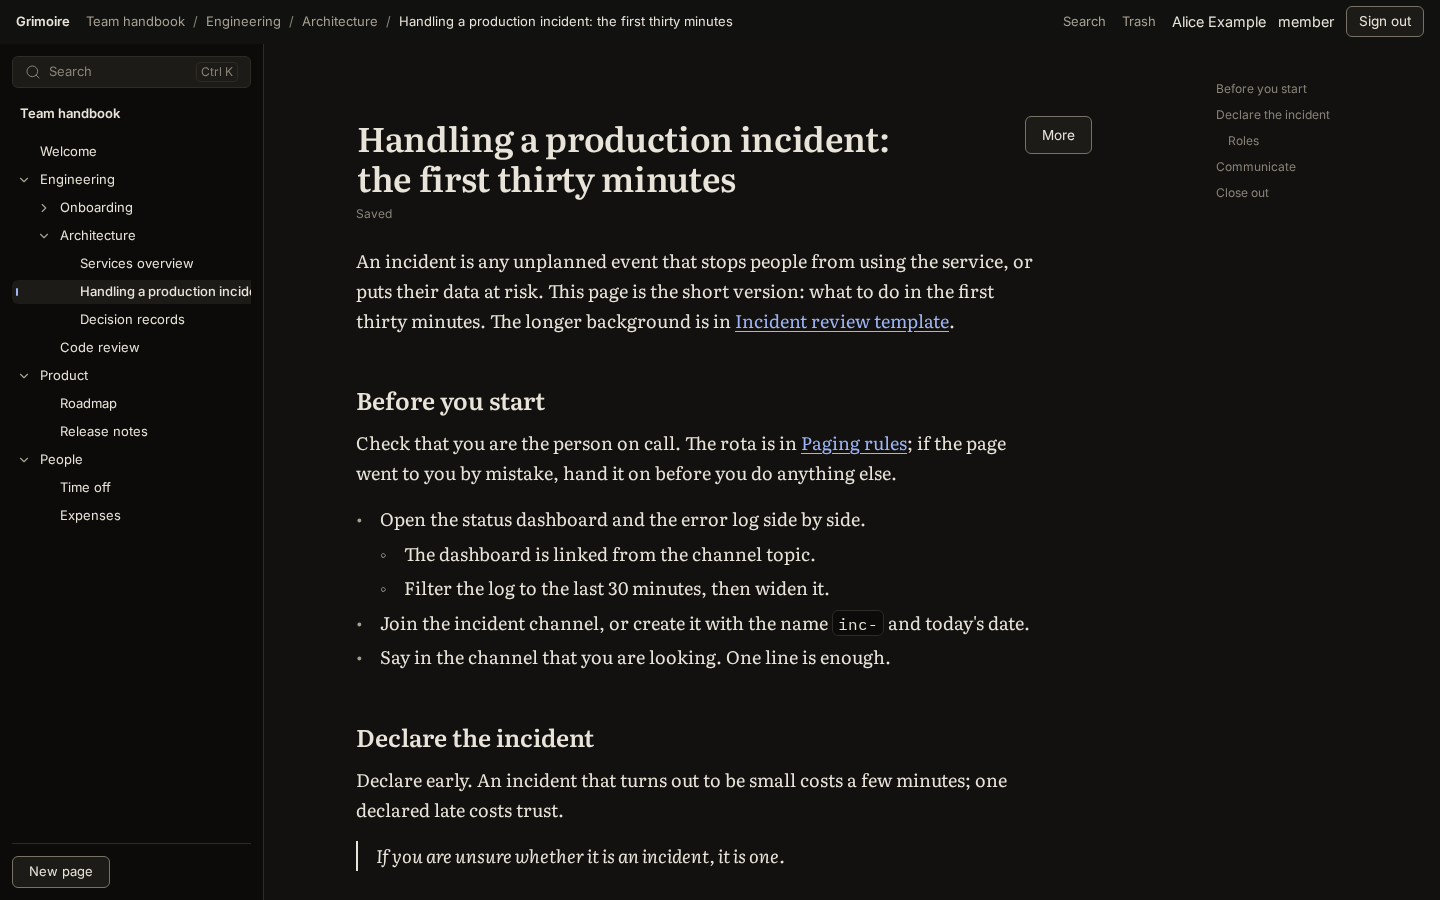 Grimoire Team handbook / Engineering / Architecture / Handling a production incident: the first thirty minutes Search Trash Alice Example member Sign out
Search Ctrl K
Team handbook
Welcome
Engineering
Onboarding
Architecture
Services overview
Handling a production incid
Decision records
Code review
Product
Roadmap
Release notes
People
Time off
Expenses
New page
Handling a production incident:
the first thirty minutes
More
Saved
An incident is any unplanned event that stops people from using the service, or
puts their data at risk. This page is the short version: what to do in the first
thirty minutes. The longer background is in Incident review template.
Before you start
Check that you are the person on call. The rota is in Paging rules; if the page
went to you by mistake, hand it on before you do anything else.
• Open the status dashboard and the error log side by side.
◦ The dashboard is linked from the channel topic.
◦ Filter the log to the last 30 minutes, then widen it.
• Join the incident channel, or create it with the name inc- and today's date.
• Say in the channel that you are looking. One line is enough.
Declare the incident
Declare early. An incident that turns out to be small costs a few minutes; one
declared late costs trust.
If you are unsure whether it is an incident, it is one.
Before you start
Declare the incident
Roles
Communicate
Close out